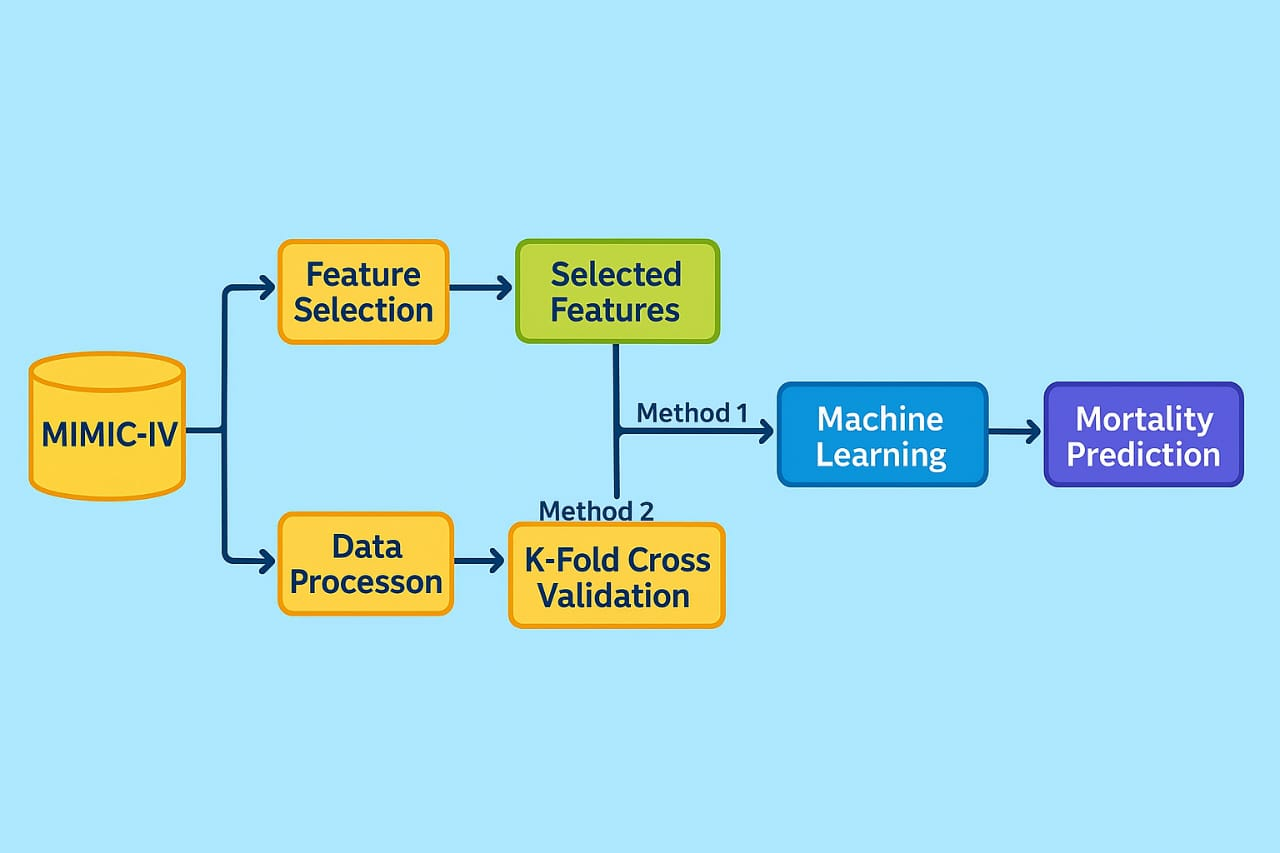 Feature
Selection
Selected
Features
MIMIC-IV
Method 1
Machine
Learning
Mortality
Prediction
Data
Processon
Method 2
K-Fold Cross
Validation